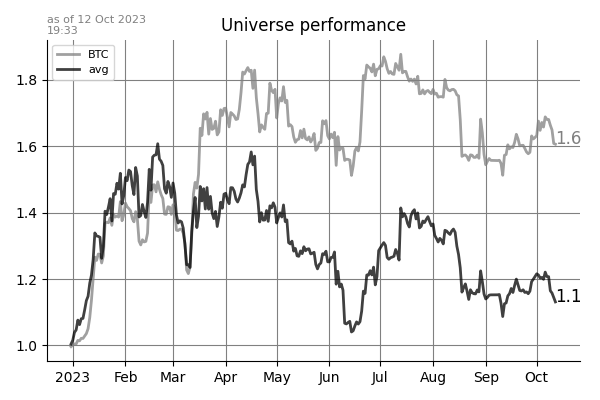 as of 12 Oct 2023
19:33
Universe performance
BTC
avg
1.8
1.6
1.4
1.2
1.0
1.6
1.1
2023 Feb Mar Apr May Jun Jul Aug Sep Oct